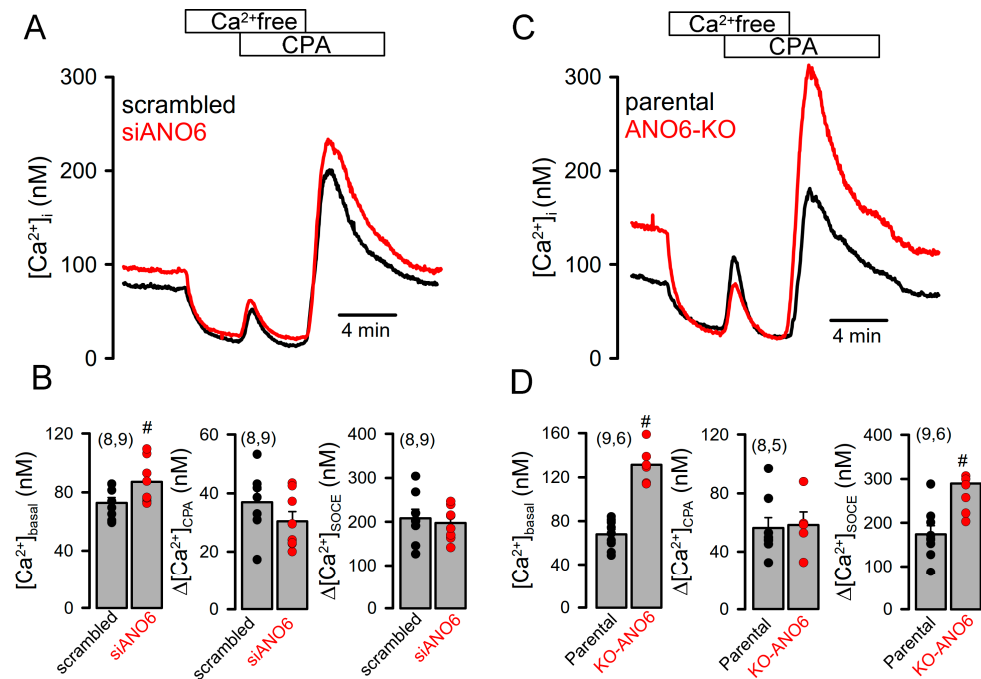 A
Ca²⁺free
CPA
300
200
100
0
[Ca²⁺]i (nM)
scrambled
siANO6
4 min
C
Ca²⁺free
CPA
300
200
100
0
[Ca²⁺]i (nM)
parental
ANO6-KO
4 min
B
[Ca²⁺]basal (nM)
120
80
40
0
(8,9)
#
scrambled
siANO6
Δ[Ca²⁺]CPA (nM)
60
40
20
0
(8,9)
scrambled
siANO6
Δ[Ca²⁺]SOCE (nM)
400
300
200
100
0
(8,9)
scrambled
siANO6
D
[Ca²⁺]basal (nM)
160
120
80
40
0
(9,6)
#
Parental
KO-ANO6
Δ[Ca²⁺]CPA (nM)
120
80
40
0
(8,5)
Parental
KO-ANO6
Δ[Ca²⁺]SOCE (nM)
400
300
200
100
0
(9,6)
#
Parental
KO-ANO6